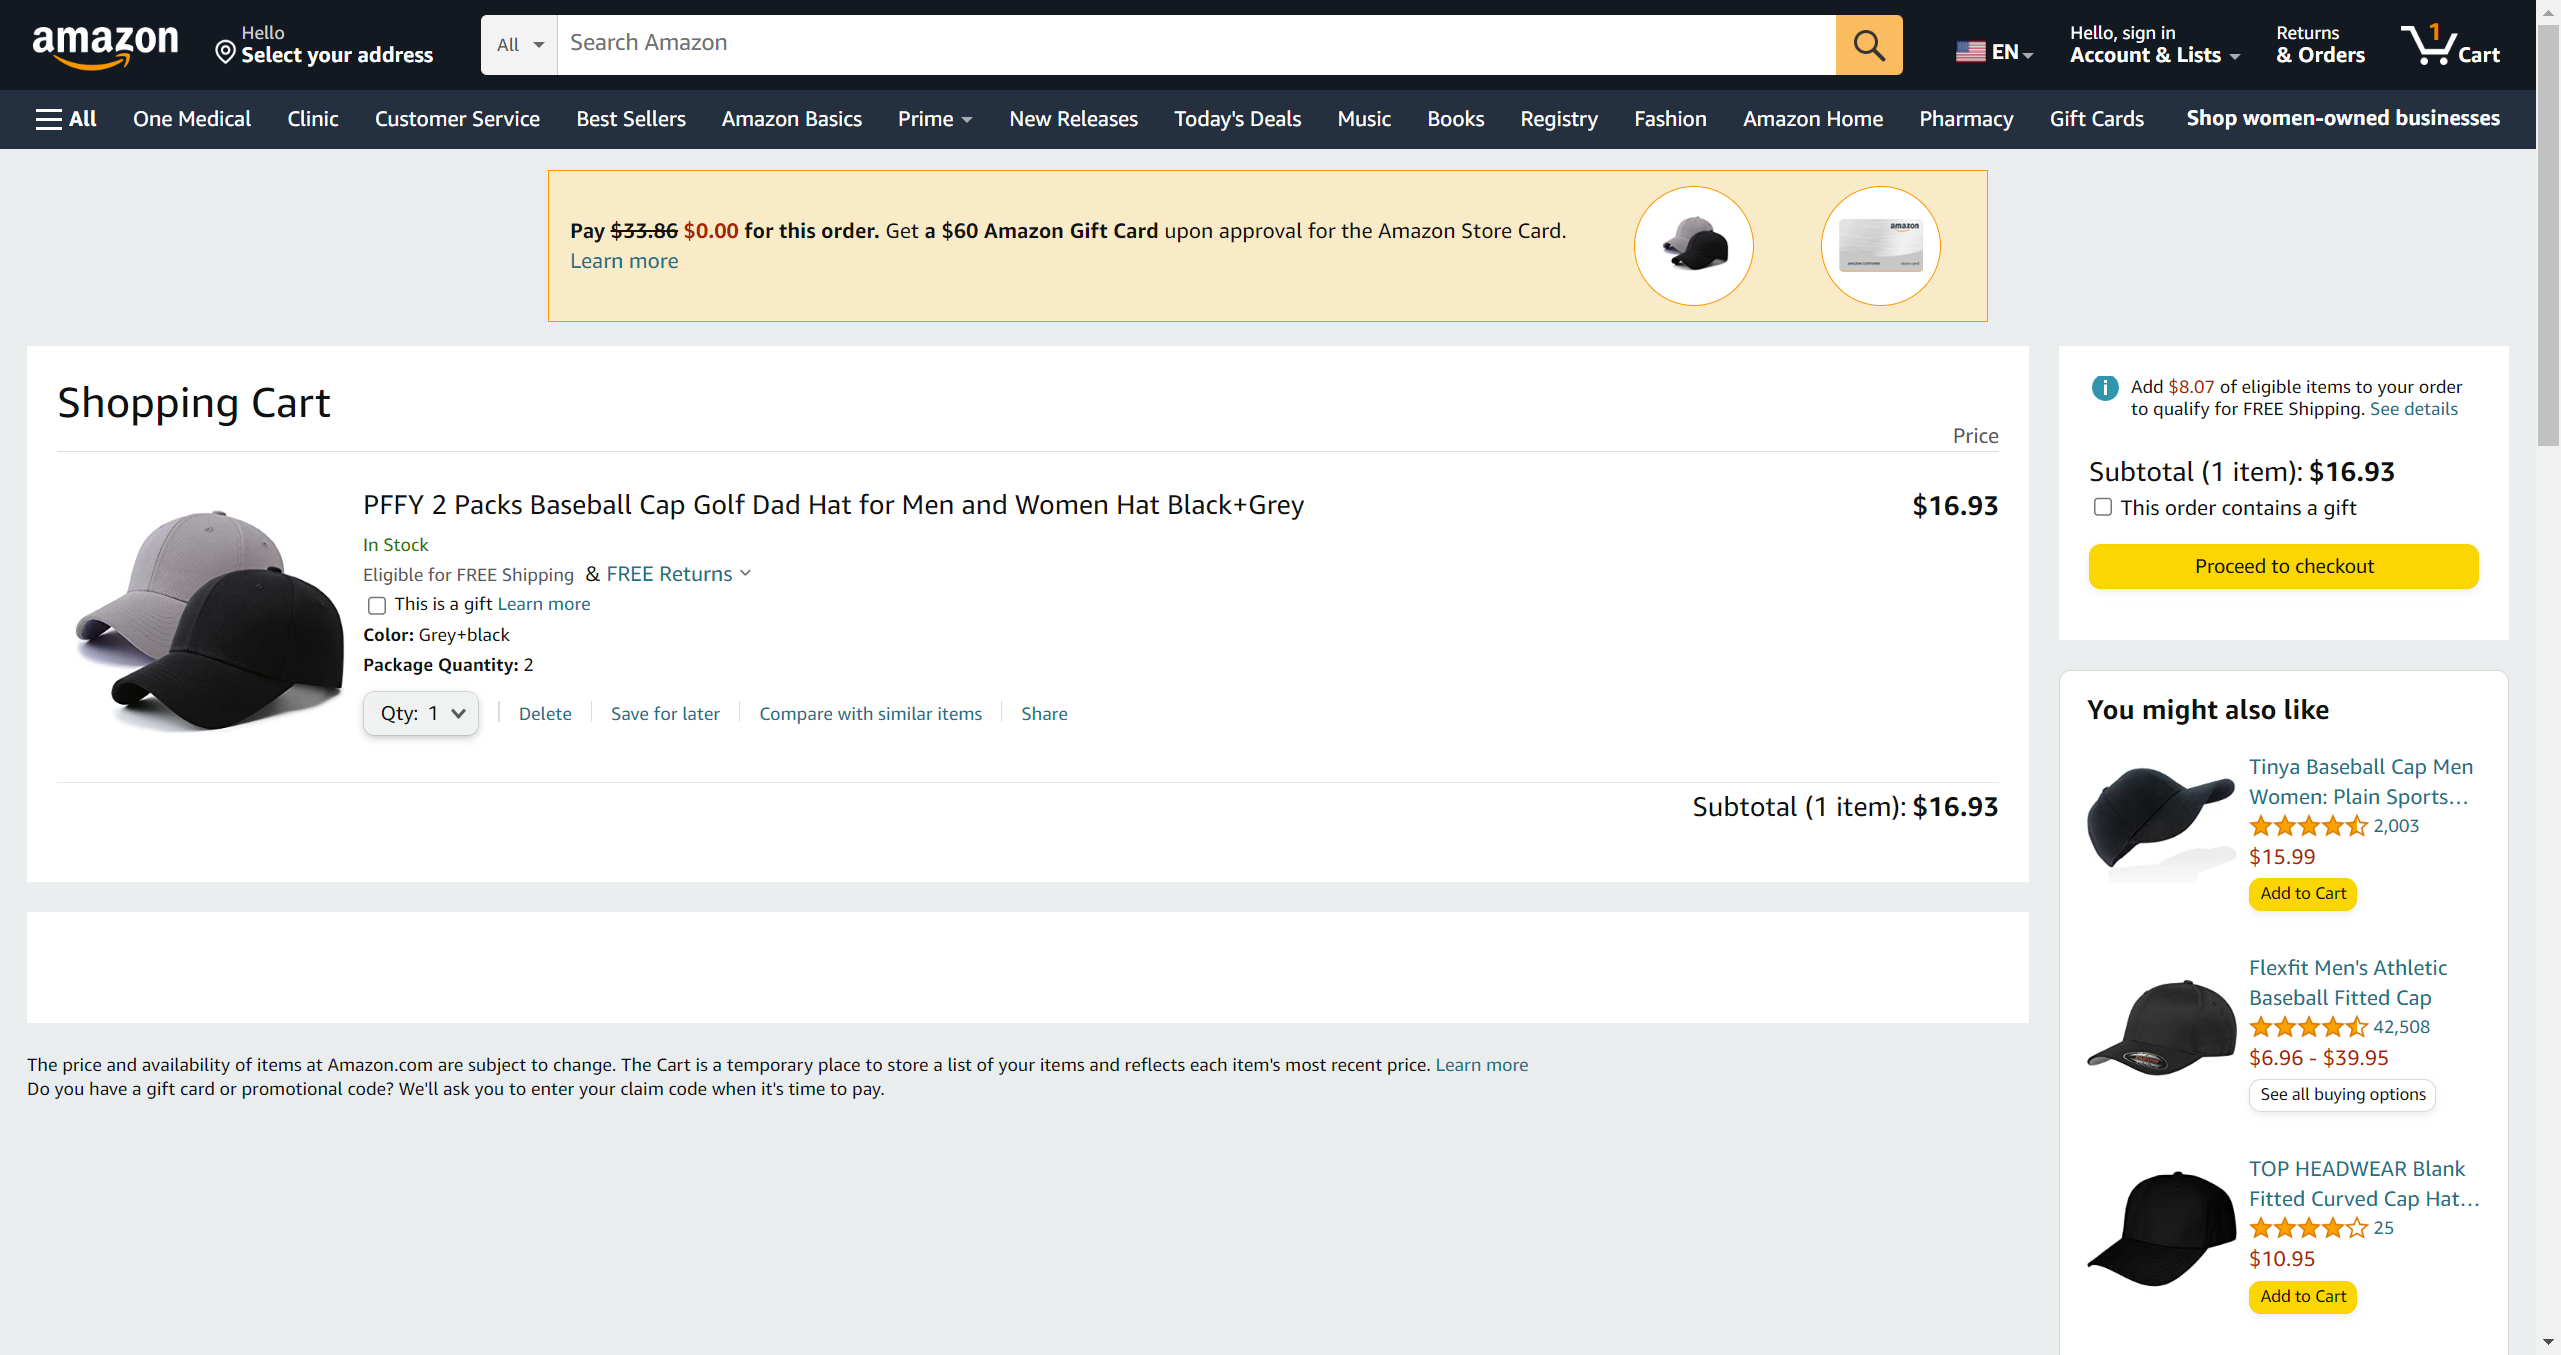 amazon
Hello
Select your address
All
Search Amazon
EN
Hello, sign in
Account & Lists
Returns
& Orders
1
Cart
All
One Medical
Clinic
Customer Service
Best Sellers
Amazon Basics
Prime
New Releases
Today's Deals
Music
Books
Registry
Fashion
Amazon Home
Pharmacy
Gift Cards
Shop women-owned businesses
Pay $33.86 $0.00 for this order. Get a $60 Amazon Gift Card upon approval for the Amazon Store Card.
Learn more
amazon
Shopping Cart
Price
PFFY 2 Packs Baseball Cap Golf Dad Hat for Men and Women Hat Black+Grey
$16.93
In Stock
Eligible for FREE Shipping & FREE Returns
This is a gift Learn more
Color: Grey+black
Package Quantity: 2
Qty: 1
Delete
Save for later
Compare with similar items
Share
Subtotal (1 item): $16.93
The price and availability of items at Amazon.com are subject to change. The Cart is a temporary place to store a list of your items and reflects each item's most recent price. Learn more
Do you have a gift card or promotional code? We'll ask you to enter your claim code when it's time to pay.
Add $8.07 of eligible items to your order
to qualify for FREE Shipping. See details
Subtotal (1 item): $16.93
This order contains a gift
Proceed to checkout
You might also like
Tinya Baseball Cap Men
Women: Plain Sports…
2,003
$15.99
Add to Cart
Flexfit Men's Athletic
Baseball Fitted Cap
42,508
$6.96 - $39.95
See all buying options
TOP HEADWEAR Blank
Fitted Curved Cap Hat…
25
$10.95
Add to Cart